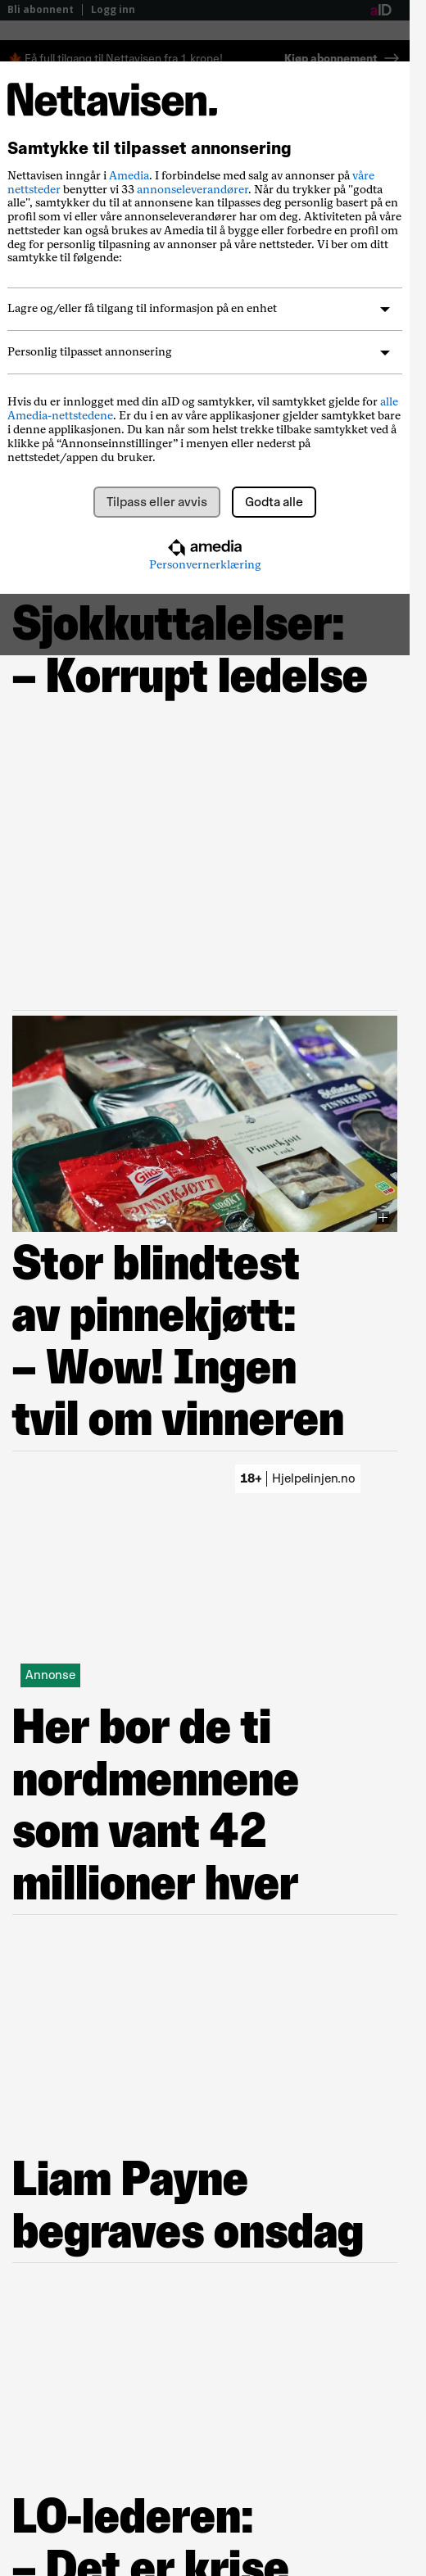 Bli abonnent | Logg inn
aID
Få full tilgang til Nettavisen fra 1 krone!
Kjøp abonnement →
Nettavisen.
Samtykke til tilpasset annonsering
Nettavisen inngår i Amedia. I forbindelse med salg av annonser på våre
nettsteder benytter vi 33 annonseleverandører. Når du trykker på "godta
alle", samtykker du til at annonsene kan tilpasses deg personlig basert på en
profil som vi eller våre annonseleverandører har om deg. Aktiviteten på våre
nettsteder kan også brukes av Amedia til å bygge eller forbedre en profil om
deg for personlig tilpasning av annonser på våre nettsteder. Vi ber om ditt
samtykke til følgende:
Lagre og/eller få tilgang til informasjon på en enhet
Personlig tilpasset annonsering
Hvis du er innlogget med din aID og samtykker, vil samtykket gjelde for alle
Amedia-nettstedene. Er du i en av våre applikasjoner gjelder samtykket bare
i denne applikasjonen. Du kan når som helst trekke tilbake samtykket ved å
klikke på “Annonseinnstillinger” i menyen eller nederst på
nettstedet/appen du bruker.
Tilpass eller avvis
Godta alle
amedia
Personvernerklæring
Sjokkuttalelser:
– Korrupt ledelse
Gilde
PINNEKJØTT
Pinnekjøtt
PINNEKJØTT
Stor blindtest
av pinnekjøtt:
– Wow! Ingen
tvil om vinneren
18+ | Hjelpelinjen.no
Annonse
Her bor de ti
nordmennene
som vant 42
millioner hver
Liam Payne
begraves onsdag
LO-lederen:
– Det er krise